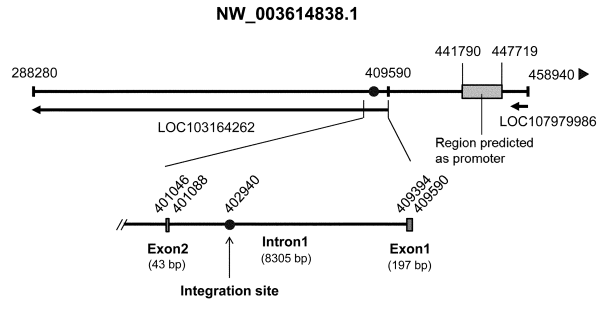 NW_003614838.1
441790 447719
288280 409590 458940
LOC103164262 LOC107979986
Region predicted
as promoter
401046
401088
402940
409394
409590
//
Exon2 Intron1 Exon1
(43 bp) (8305 bp) (197 bp)
Integration site